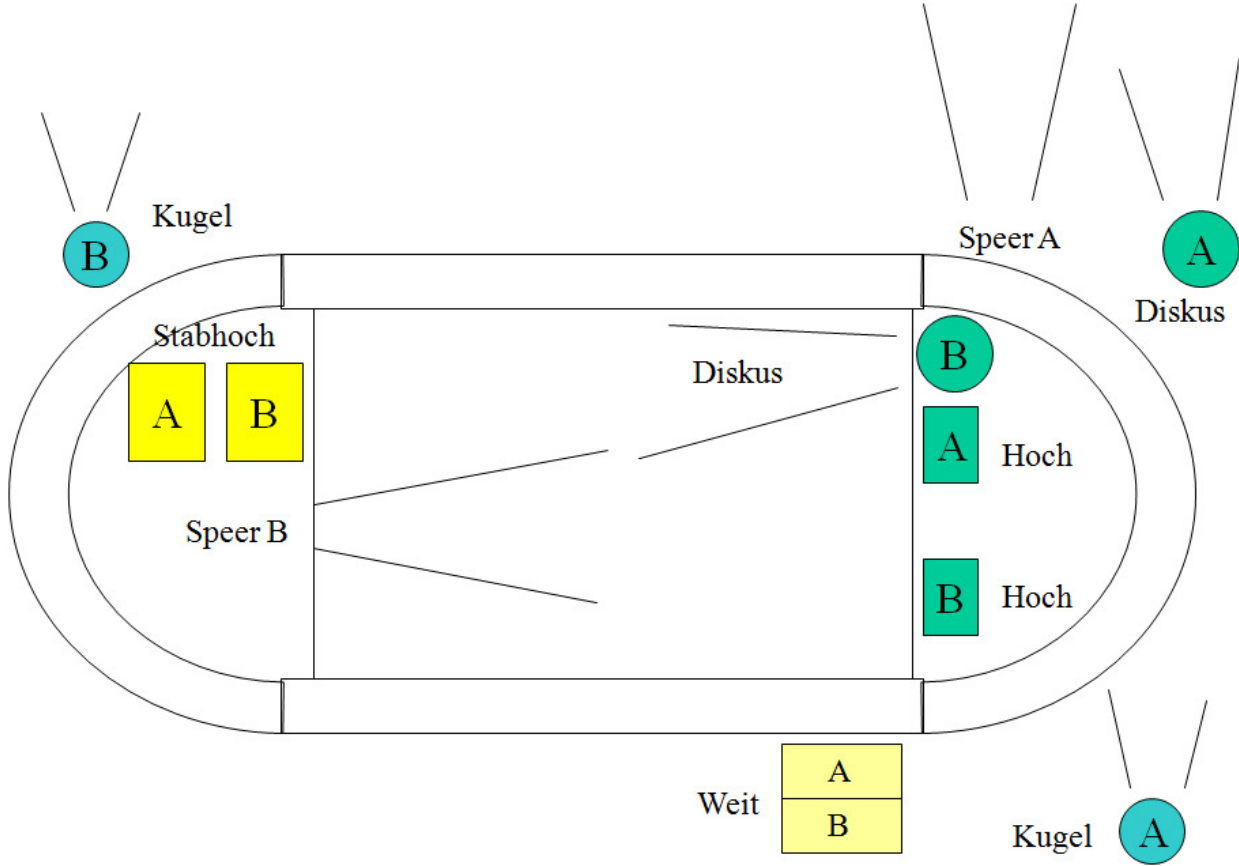 Kugel
B
Speer A
A
Diskus
Stabhoch
A
B
Diskus
B
A
Hoch
Speer B
B
Hoch
Weit
A
B
Kugel
A